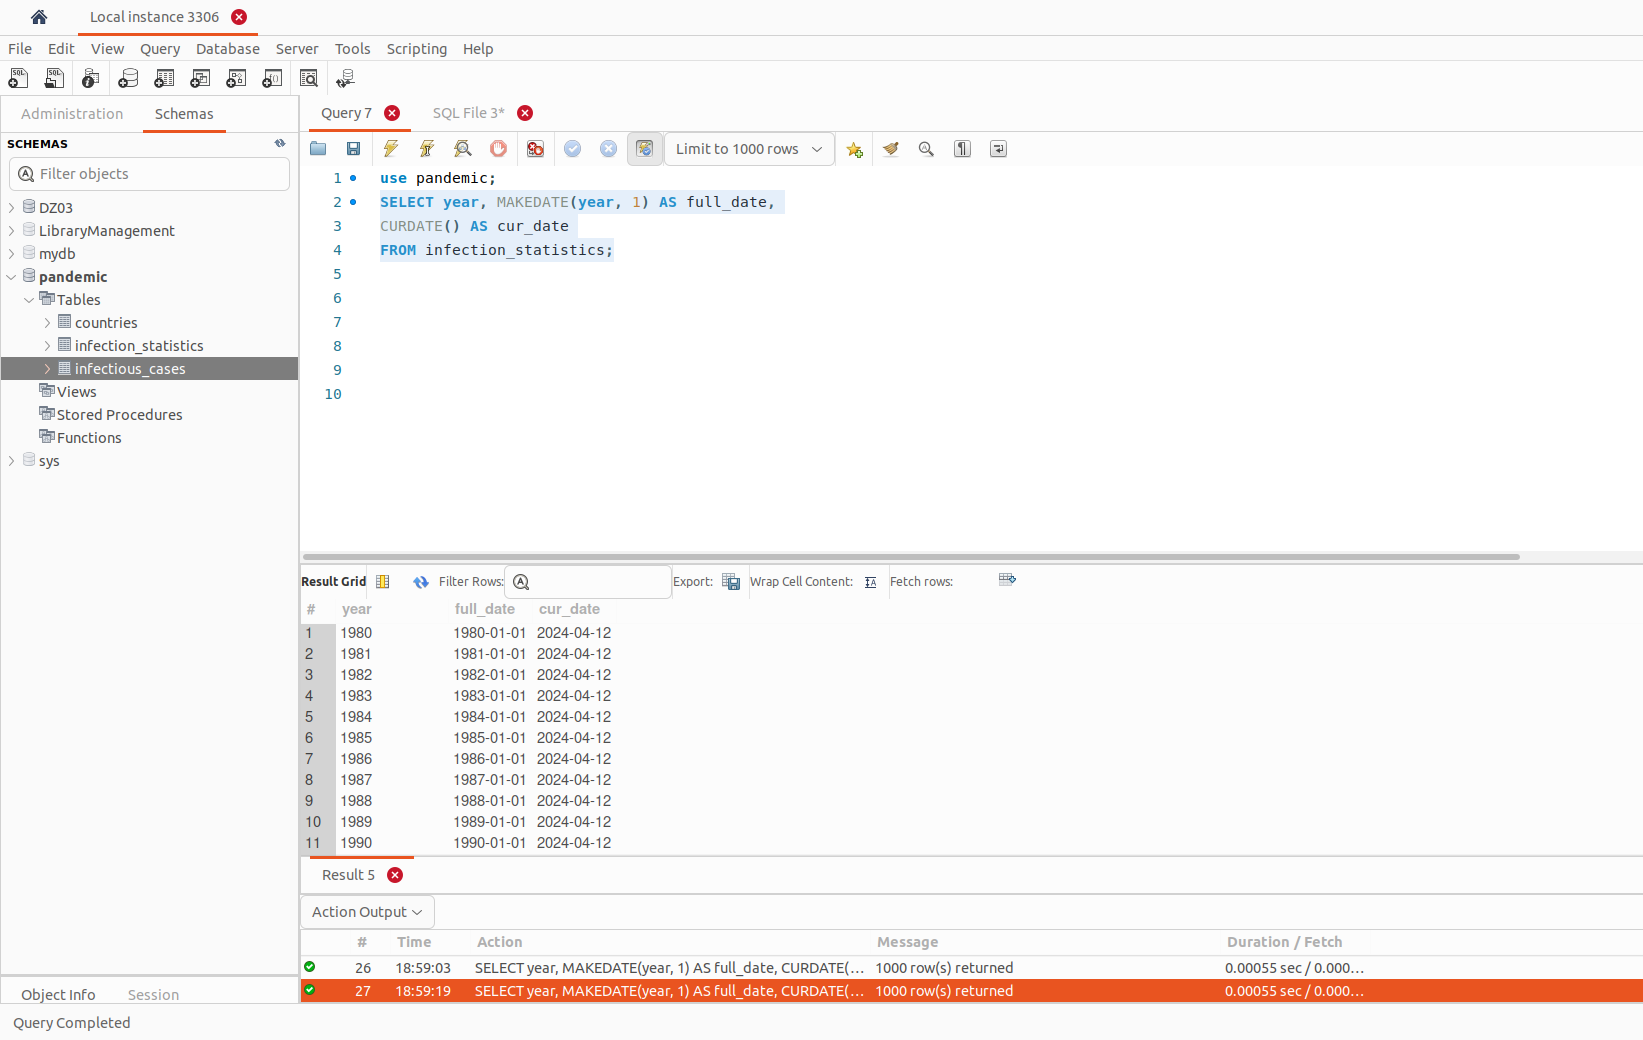 Local instance 3306
File Edit View Query Database Server Tools Scripting Help
Administration Schemas
SCHEMAS
Filter objects
DZ03
LibraryManagement
mydb
pandemic
Tables
countries
infection_statistics
infectious_cases
Views
Stored Procedures
Functions
sys
Object Info Session
Query 7 SQL File 3*
Limit to 1000 rows
1 use pandemic;
2 SELECT year, MAKEDATE(year, 1) AS full_date,
3 CURDATE() AS cur_date
4 FROM infection_statistics;
5
6
7
8
9
10
Result Grid Filter Rows: Export: Wrap Cell Content: Fetch rows:
# year full_date cur_date
1 1980 1980-01-01 2024-04-12
2 1981 1981-01-01 2024-04-12
3 1982 1982-01-01 2024-04-12
4 1983 1983-01-01 2024-04-12
5 1984 1984-01-01 2024-04-12
6 1985 1985-01-01 2024-04-12
7 1986 1986-01-01 2024-04-12
8 1987 1987-01-01 2024-04-12
9 1988 1988-01-01 2024-04-12
10 1989 1989-01-01 2024-04-12
11 1990 1990-01-01 2024-04-12
Result 5
Action Output
# Time Action Message Duration / Fetch
26 18:59:03 SELECT year, MAKEDATE(year, 1) AS full_date, CURDATE(... 1000 row(s) returned 0.00055 sec / 0.000...
27 18:59:19 SELECT year, MAKEDATE(year, 1) AS full_date, CURDATE(... 1000 row(s) returned 0.00055 sec / 0.000...
Query Completed